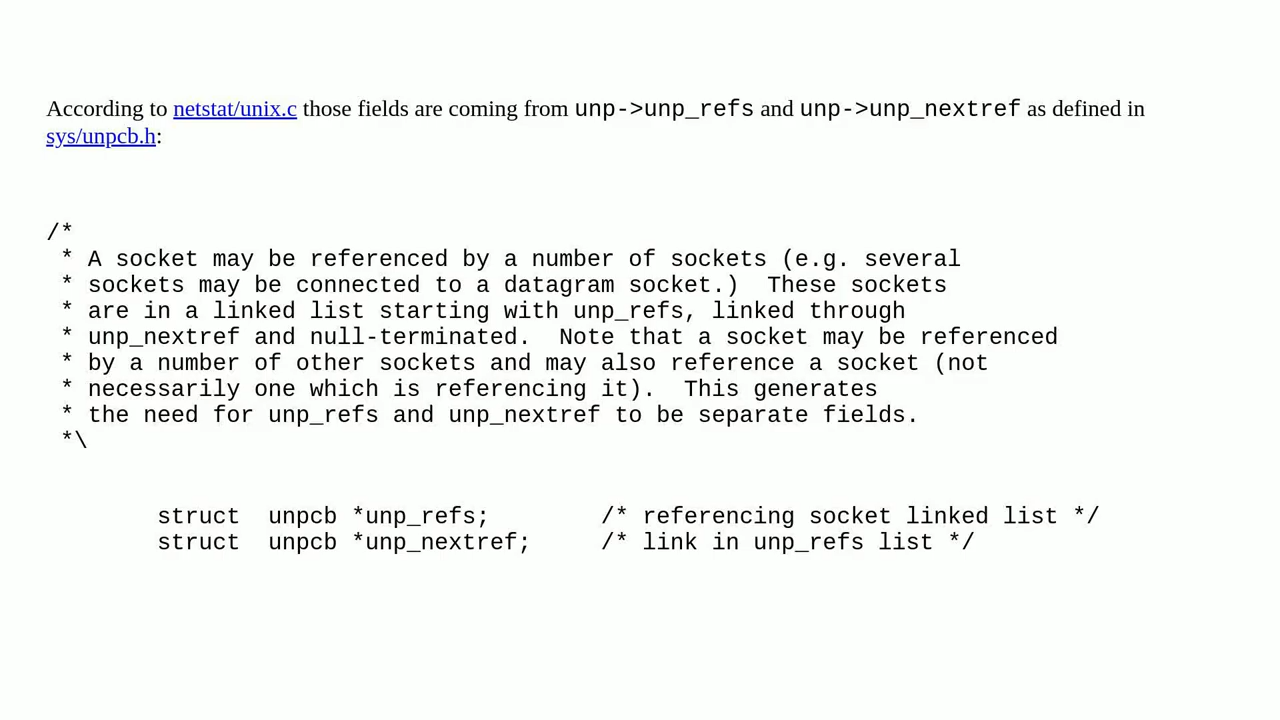 According to netstat/unix.c those fields are coming from unp->unp_refs and unp->unp_nextref as defined in
sys/unpcb.h:
/*
 * A socket may be referenced by a number of sockets (e.g. several
 * sockets may be connected to a datagram socket.)  These sockets
 * are in a linked list starting with unp_refs, linked through
 * unp_nextref and null-terminated.  Note that a socket may be referenced
 * by a number of other sockets and may also reference a socket (not
 * necessarily one which is referencing it).  This generates
 * the need for unp_refs and unp_nextref to be separate fields.
 *\
        struct  unpcb *unp_refs;        /* referencing socket linked list */
        struct  unpcb *unp_nextref;     /* link in unp_refs list */